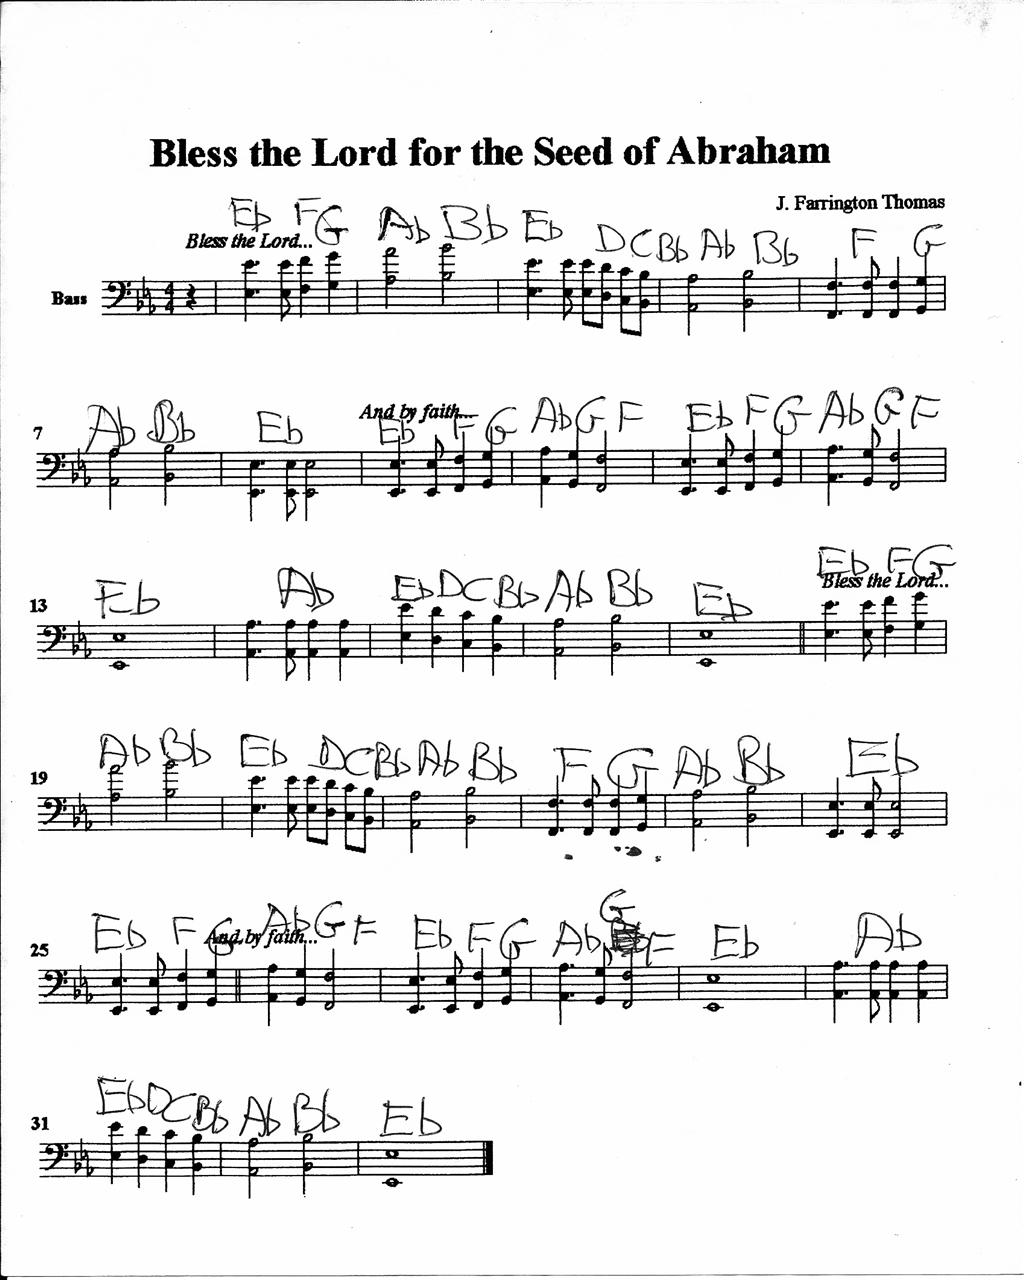 Bless the Lord for the Seed of Abraham
J. Farrington Thomas
Eb F G Ab Bb Eb D C Bb Ab Bb F G
Bless the Lord...
Bass
4
4
Ab Bb Eb Eb F G Ab G F Eb F G Ab G F
And by faith...
7
Eb Ab Eb D C Bb Ab Bb Eb Eb F G
Bless the Lord...
13
Ab Bb Eb D C Bb Ab Bb F G Ab Bb Eb
19
Eb F G Ab G F Eb F G Ab G F Eb Ab
And by faith...
25
Eb D C Bb Ab Bb Eb
31